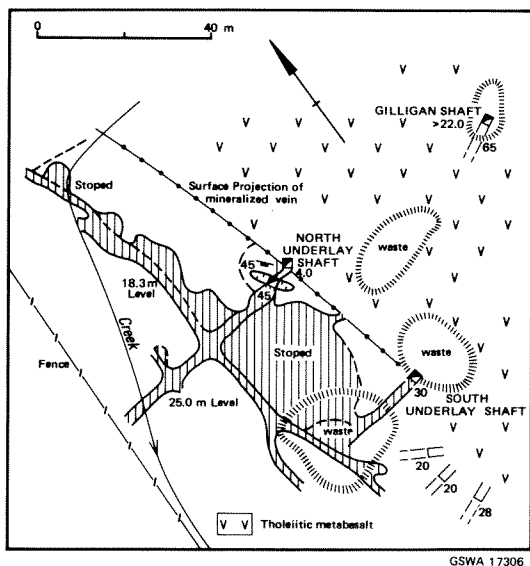 0 40 m
GILLIGAN SHAFT
>22.0
65
Stoped
Surface Projection of
mineralized vein
NORTH
UNDERLAY
SHAFT
waste
45
4.0
45
18.3m
Level
Creek
Stoped
waste
Fence
30
SOUTH
UNDERLAY SHAFT
25.0 m Level
waste
20
20
28
V V Tholeiitic metabasalt
GSWA 17306